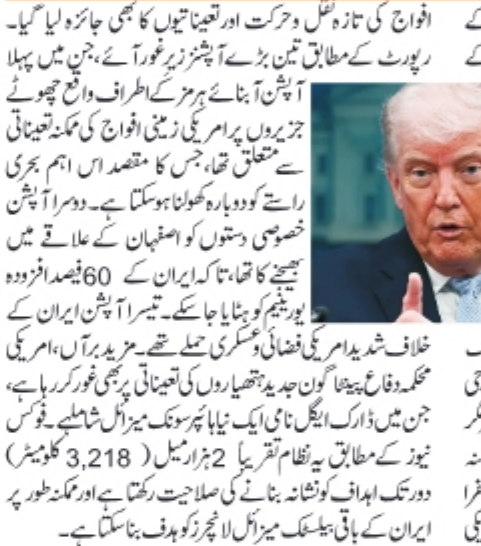 افواج کی تازہ نقل وحرکت اور تعیناتیوں کا بھی جائزہ لیا گیا۔
رپورٹ کے مطابق تین بڑے آپشنز زیرغور آئے، جن میں پہلا
آپشن آبنائے ہرمز کے اطراف واقع چھوٹے
جزیروں پر امریکی زمینی افواج کی ممکنہ تعیناتی
سے متعلق تھا، جس کا مقصد اس اہم بحری
راستے کو دوبارہ کھولنا ہوسکتا ہے۔ دوسرا آپشن
خصوصی دستوں کو اصفہان کے علاقے میں
بھیجنے کا تھا، تا کہ ایران کے 60 فیصد افزودہ
یورینیم کو ہٹایا جاسکے۔ تیسرا آپشن ایران کے
خلاف شدید امریکی فضائی وعسکری حملے تھے۔ مزید برآں، امریکی
محکمہ دفاع پینٹاگون جدید ہتھیاروں کی تعیناتی پر بھی غور کررہا ہے،
جن میں ڈارک ایگل نامی ایک نیا ہائپرسونک میزائل شامل ہے۔ فوکس
نیوز کے مطابق یہ نظام تقریباً 2 ہزار میل ( 3,218 کلومیٹر)
دور تک اہداف کو نشانہ بنانے کی صلاحیت رکھتا ہے اور ممکنہ طور پر
ایران کے باقی بیلسٹک میزائل لانچرز کو ہدف بنا سکتا ہے۔